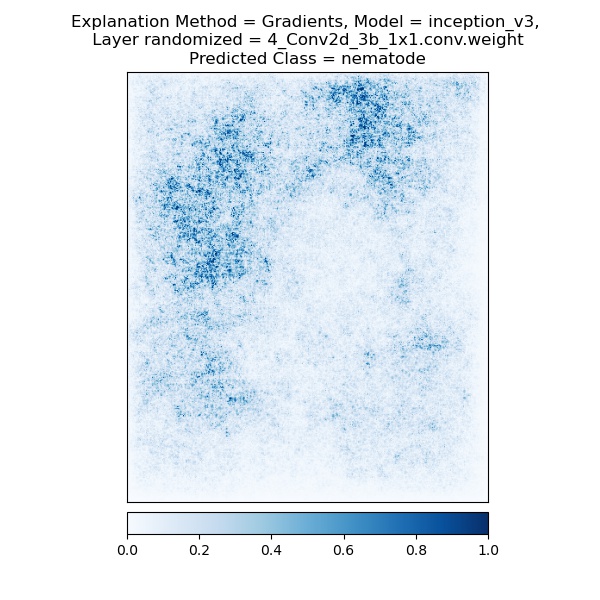 Explanation Method = Gradients, Model = inception_v3,
Layer randomized = 4_Conv2d_3b_1x1.conv.weight
Predicted Class = nematode
0.0 0.2 0.4 0.6 0.8 1.0